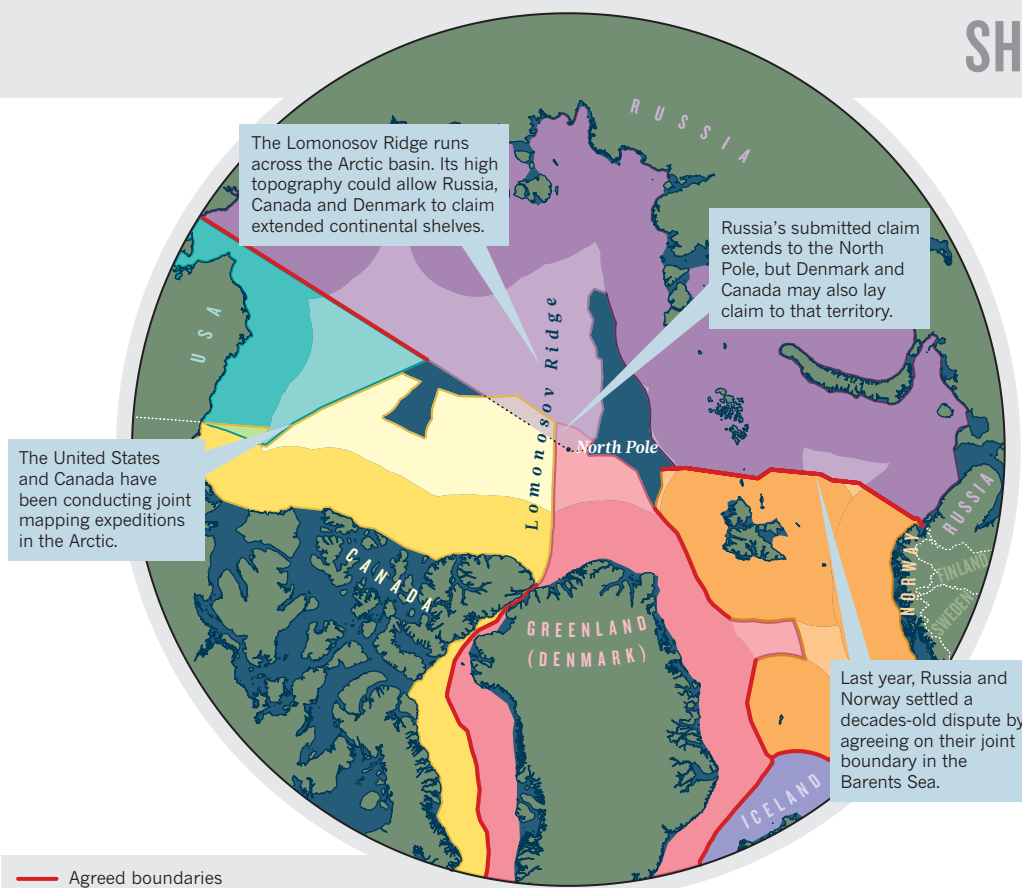 SH
RUSSIA
The Lomonosov Ridge runs
across the Arctic basin. Its high
topography could allow Russia,
Canada and Denmark to claim
extended continental shelves.
Russia's submitted claim
extends to the North
Pole, but Denmark and
Canada may also lay
claim to that territory.
USA
Lomonosov Ridge
North Pole
The United States
and Canada have
been conducting joint
mapping expeditions
in the Arctic.
RUSSIA
NORWAY
FINLAND
SWEDEN
CANADA
GREENLAND
(DENMARK)
Last year, Russia and
Norway settled a
decades-old dispute by
agreeing on their joint
boundary in the
Barents Sea.
ICELAND
Agreed boundaries